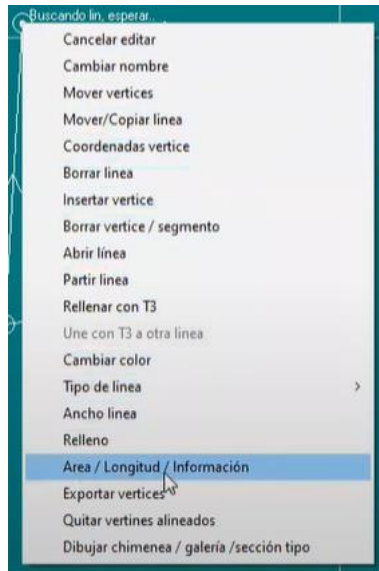 Buscando lin, esperar..
Cancelar editar
Cambiar nombre
Mover vertices
Mover/Copiar linea
Coordenadas vertice
Borrar linea
Insertar vertice
Borrar vertice / segmento
Abrir línea
Partir linea
Rellenar con T3
Une con T3 a otra linea
Cambiar color
Tipo de linea
Ancho linea
Relleno
Area / Longitud / Información
Exportar vertices
Quitar vertines alineados
Dibujar chimenea / galería /sección tipo